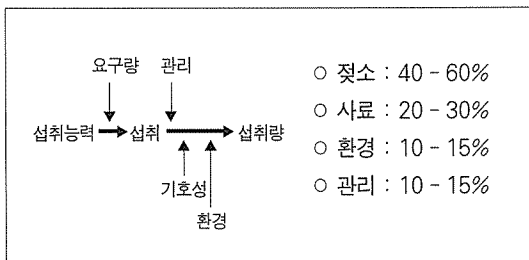 요구량 관리
섭취능력 섭취 섭취량
기호성
환경
○ 젖소 : 40 - 60%
○ 사료 : 20 - 30%
○ 환경 : 10 - 15%
○ 관리 : 10 - 15%